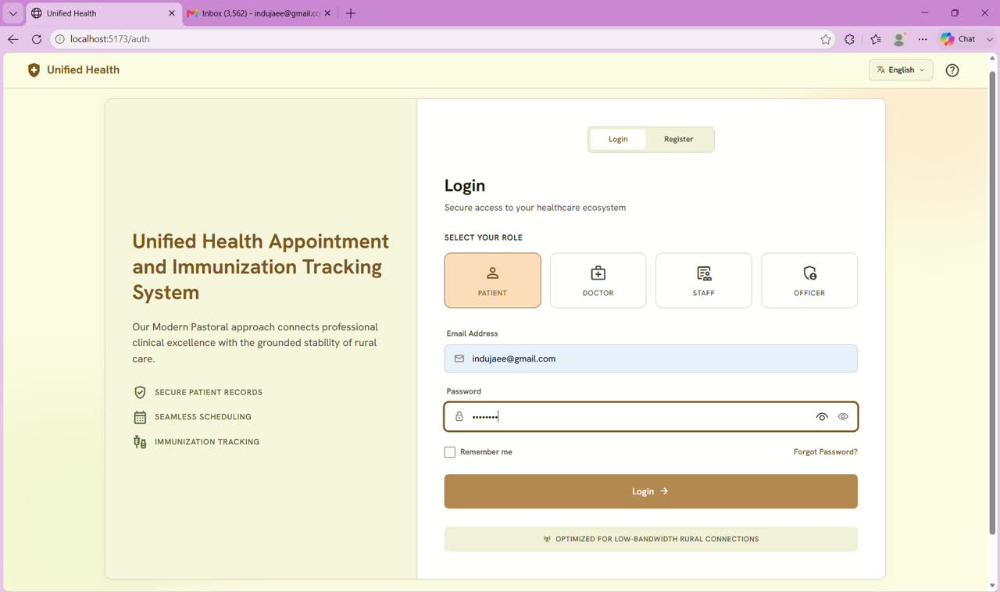 Unified Health
Inbox (3,562) - indujaee@gmail.co
localhost:5173/auth
Chat
Unified Health
English
Login
Register
Unified Health Appointment
and Immunization Tracking
System
Our Modern Pastoral approach connects professional
clinical excellence with the grounded stability of rural
care.
SECURE PATIENT RECORDS
SEAMLESS SCHEDULING
IMMUNIZATION TRACKING
Login
Secure access to your healthcare ecosystem
SELECT YOUR ROLE
PATIENT
DOCTOR
STAFF
OFFICER
Email Address
indujaee@gmail.com
Password
••••••••
Remember me
Forgot Password?
Login
OPTIMIZED FOR LOW-BANDWIDTH RURAL CONNECTIONS